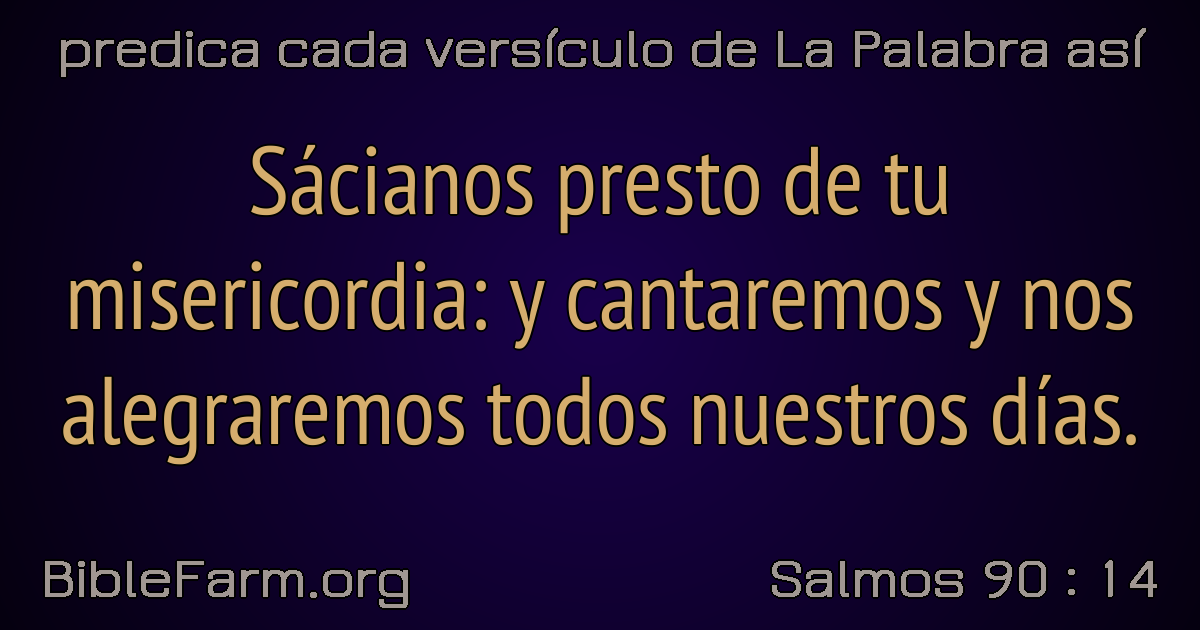 predica cada versículo de La Palabra así
Sácianos presto de tu
misericordia: y cantaremos y nos
alegraremos todos nuestros días.
BibleFarm.org
Salmos 90 : 14